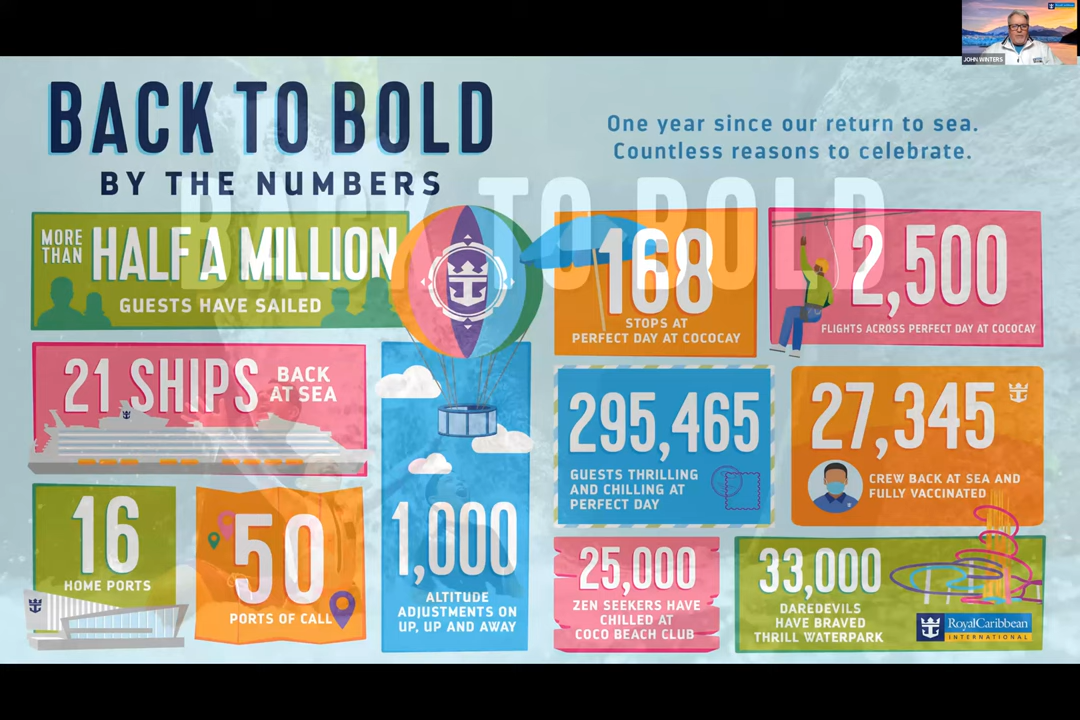 RoyalCaribbean
JOHN WINTERS
BACK TO BOLD
BY THE NUMBERS
One year since our return to sea.
Countless reasons to celebrate.
BACK TO BOLD
MORE
THAN
HALF A MILLION
GUESTS HAVE SAILED
168
STOPS AT
PERFECT DAY AT COCOCAY
2,500
FLIGHTS ACROSS PERFECT DAY AT COCOCAY
21 SHIPS
BACK
AT SEA
295,465
GUESTS THRILLING
AND CHILLING AT
PERFECT DAY
27,345
CREW BACK AT SEA AND
FULLY VACCINATED
16
HOME PORTS
50
PORTS OF CALL
1,000
ALTITUDE
ADJUSTMENTS ON
UP, UP AND AWAY
25,000
ZEN SEEKERS HAVE
CHILLED AT
COCO BEACH CLUB
33,000
DAREDEVILS
HAVE BRAVED
THRILL WATERPARK
RoyalCaribbean
INTERNATIONAL